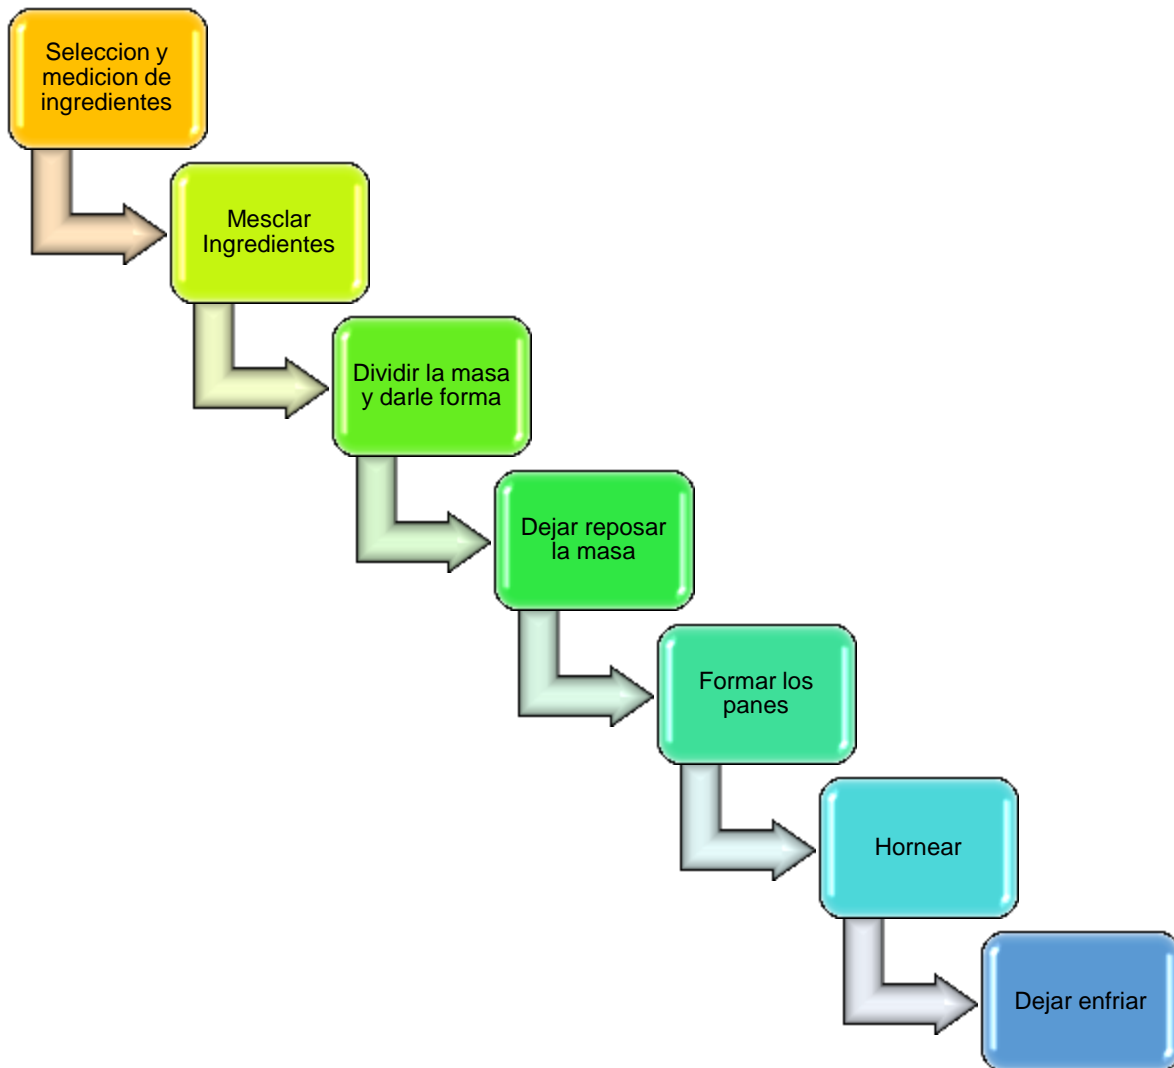 Seleccion y
medicion de
ingredientes
Mesclar
Ingredientes
Dividir la masa
y darle forma
Dejar reposar
la masa
Formar los
panes
Hornear
Dejar enfriar